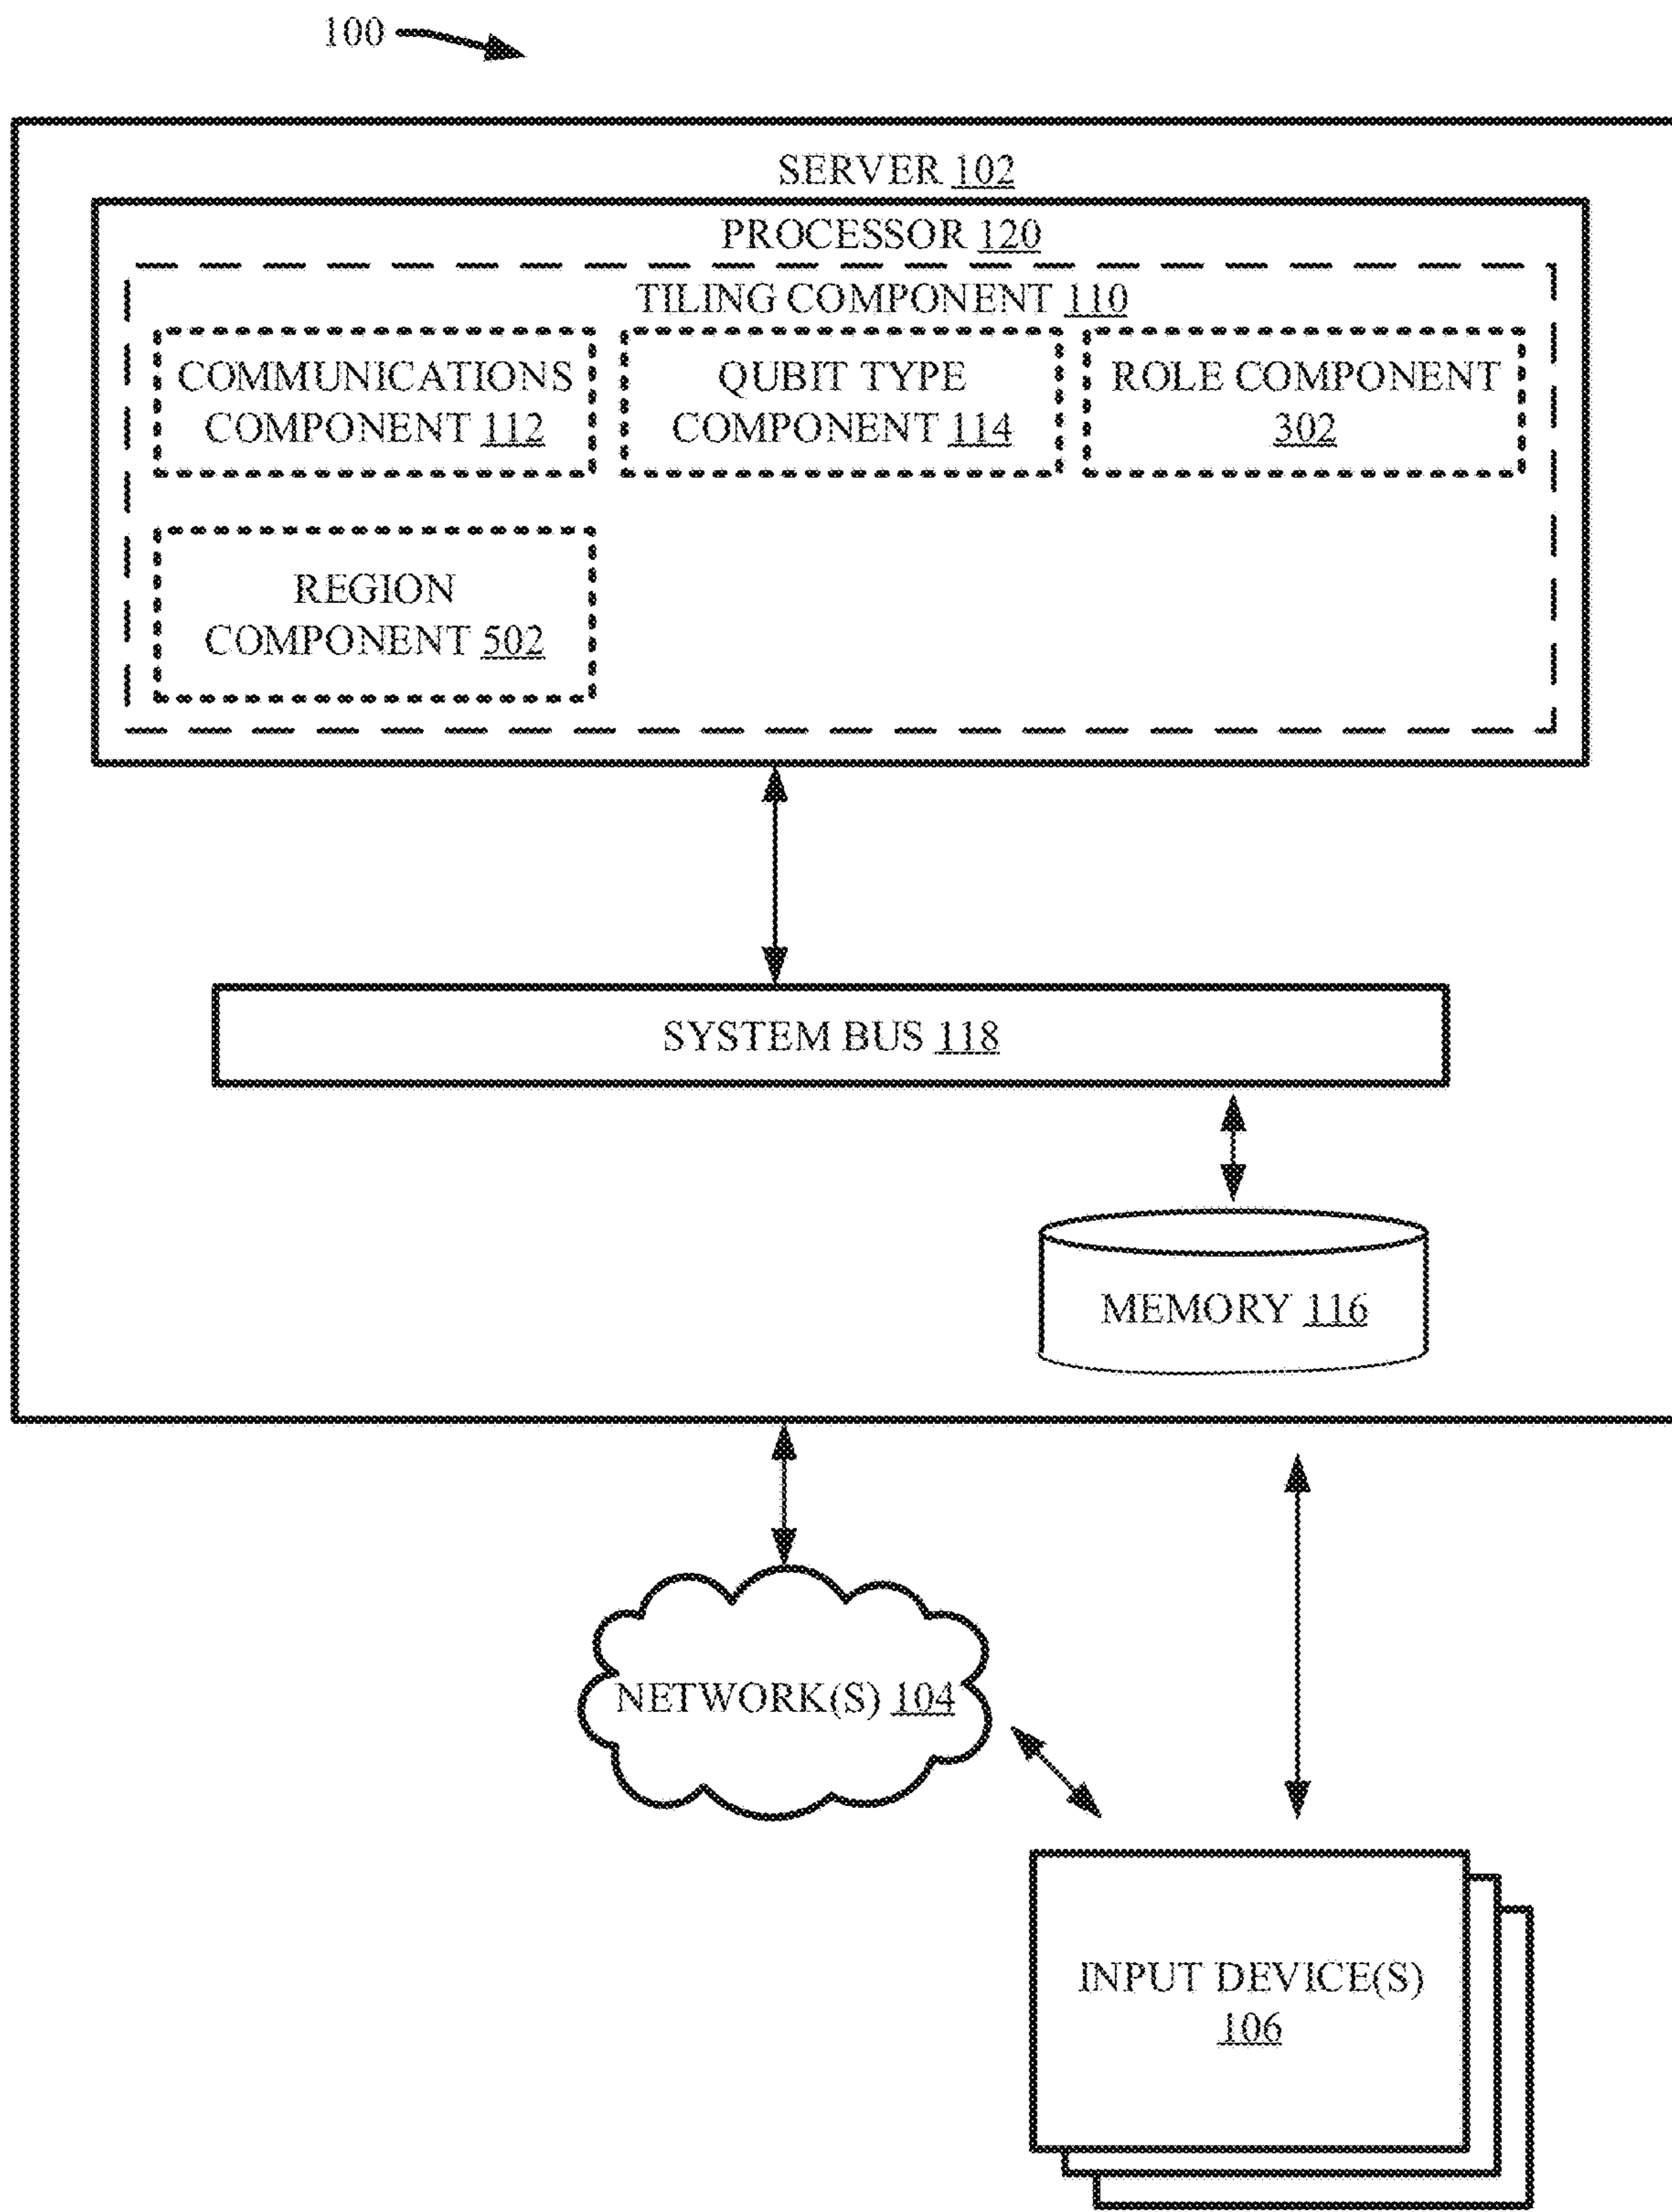 100
SERVER 102
PROCESSOR 120
TILING COMPONENT 110
COMMUNICATIONS
COMPONENT 112
QUBIT TYPE
COMPONENT 114
ROLE COMPONENT
302
REGION
COMPONENT 502
SYSTEM BUS 118
MEMORY 116
NETWORK(S) 104
INPUT DEVICE(S)
106